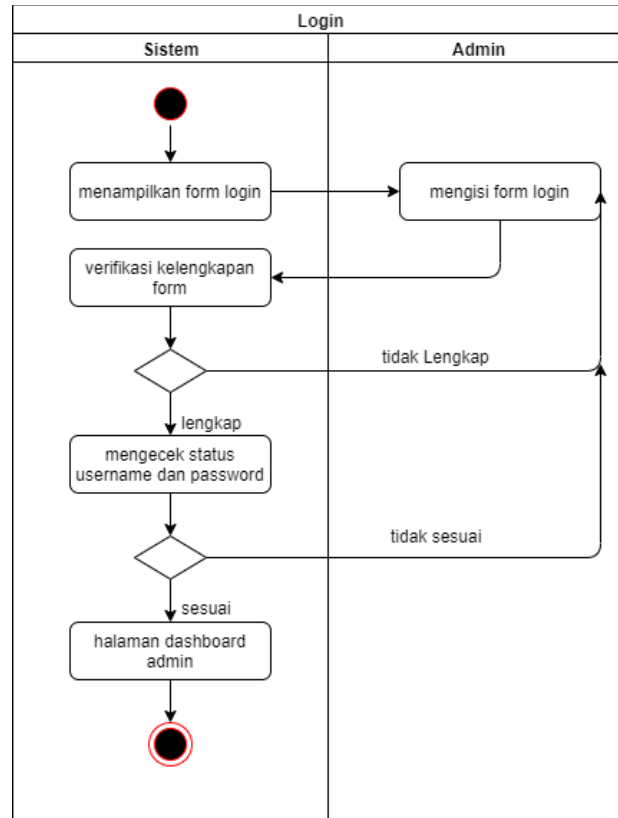 Login
Sistem
Admin
menampilkan form login
mengisi form login
verifikasi kelengkapan
form
tidak Lengkap
lengkap
mengecek status
username dan password
tidak sesuai
sesuai
halaman dashboard
admin